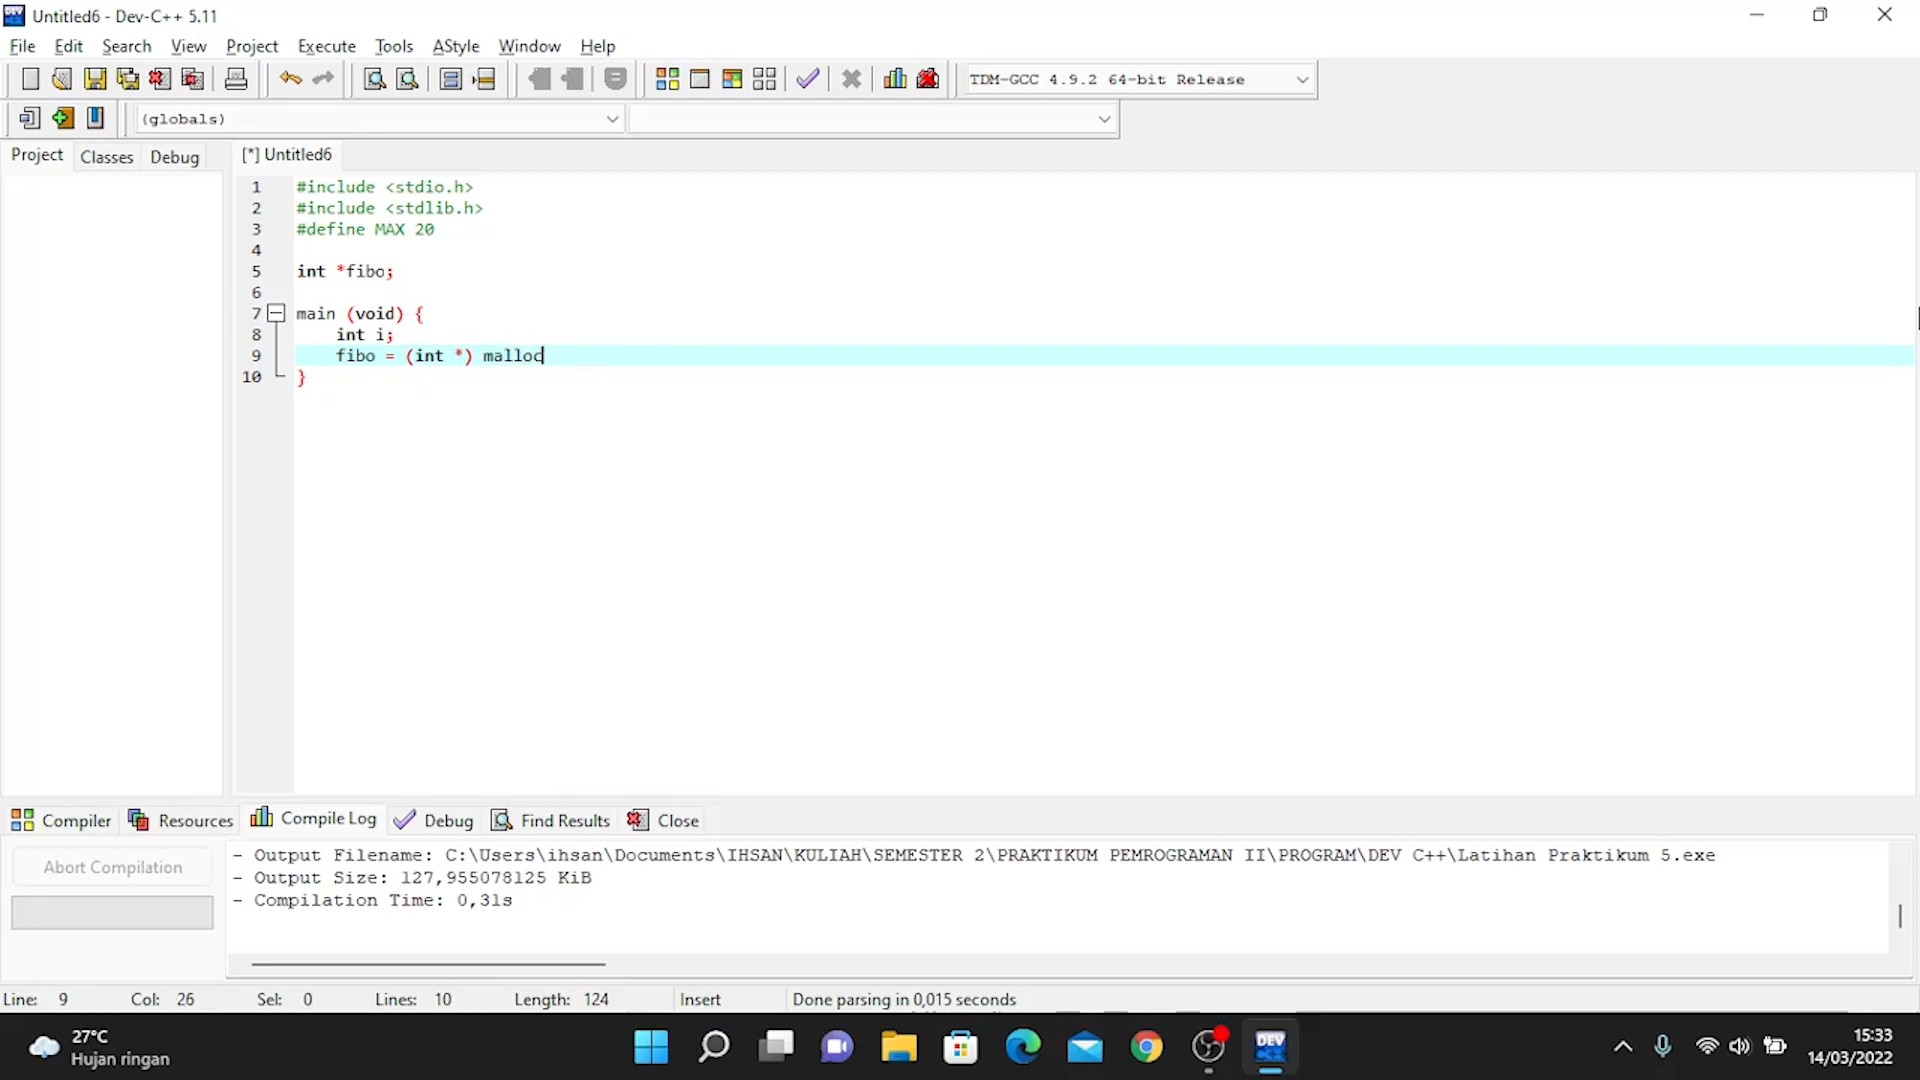 Untitled6 - Dev-C++ 5.11
File Edit Search View Project Execute Tools AStyle Window Help
TDM-GCC 4.9.2 64-bit Release
(globals)
Project Classes Debug [*] Untitled6
1 #include <stdio.h>
2 #include <stdlib.h>
3 #define MAX 20
4
5 int *fibo;
6
7 main (void) {
8 int i;
9 fibo = (int *) malloc
10 }
Compiler Resources Compile Log Debug Find Results Close
Abort Compilation
- Output Filename: C:\Users\ihsan\Documents\IHSAN\KULIAH\SEMESTER 2\PRAKTIKUM PEMROGRAMAN II\PROGRAM\DEV C++\Latihan Praktikum 5.exe
- Output Size: 127,955078125 KiB
- Compilation Time: 0,31s
Line: 9 Col: 26 Sel: 0 Lines: 10 Length: 124 Insert Done parsing in 0,015 seconds
27°C
Hujan ringan
DEV
15:33
14/03/2022